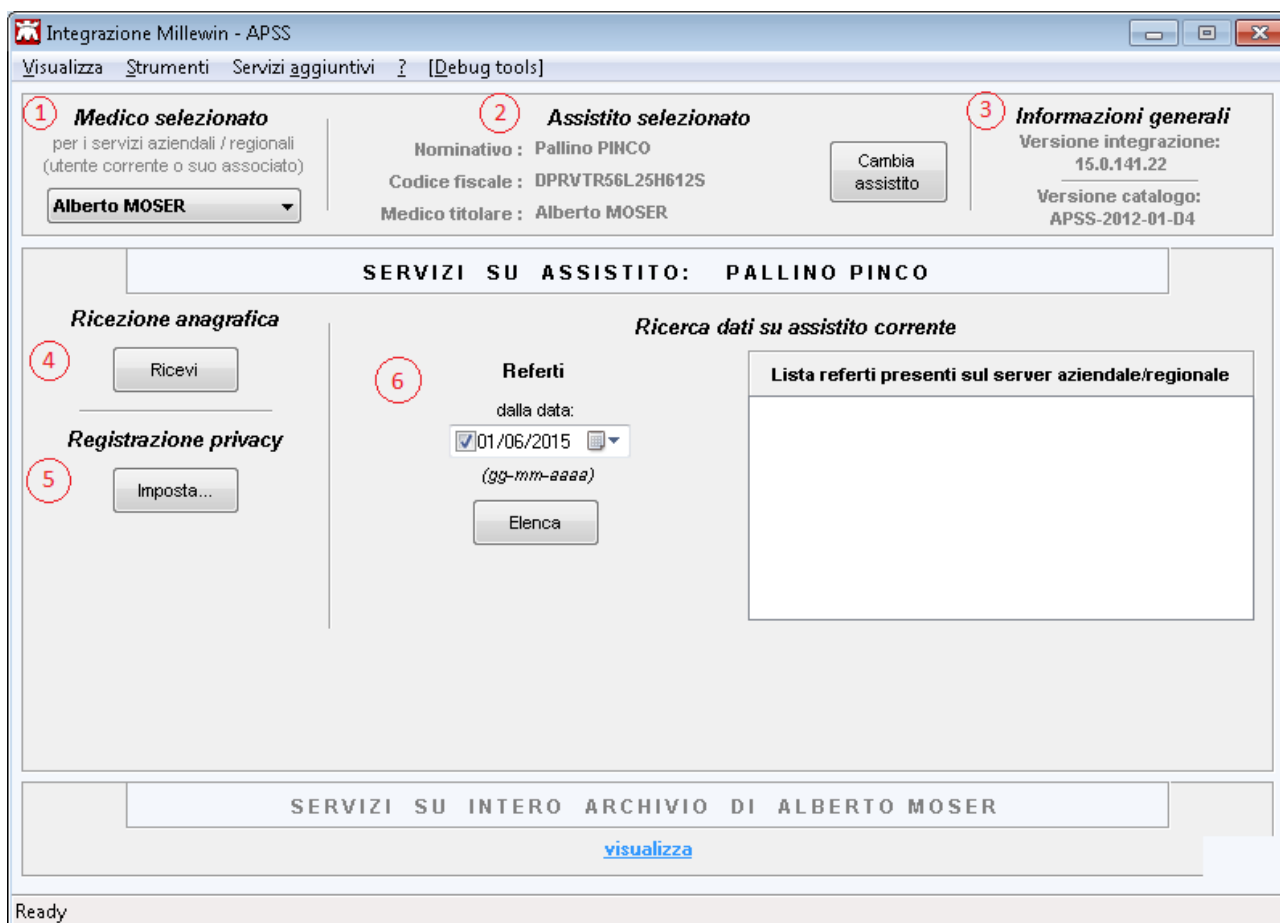 Integrazione Millewin - APSS
Visualizza Strumenti Servizi aggiuntivi ? [Debug tools]
1
Medico selezionato
per i servizi aziendali / regionali
(utente corrente o suo associato)
Alberto MOSER
2
Assistito selezionato
Nominativo : Pallino PINCO
Codice fiscale : DPRVTR56L25H612S
Medico titolare : Alberto MOSER
Cambia
assistito
3
Informazioni generali
Versione integrazione:
15.0.141.22
Versione catalogo:
APSS-2012-01-D4
SERVIZI SU ASSISTITO: PALLINO PINCO
Ricezione anagrafica
4
Ricevi
Registrazione privacy
5
Imposta...
Ricerca dati su assistito corrente
6
Referti
dalla data:
01/06/2015
(gg-mm-aaaa)
Elenca
Lista referti presenti sul server aziendale/regionale
SERVIZI SU INTERO ARCHIVIO DI ALBERTO MOSER
visualizza
Ready